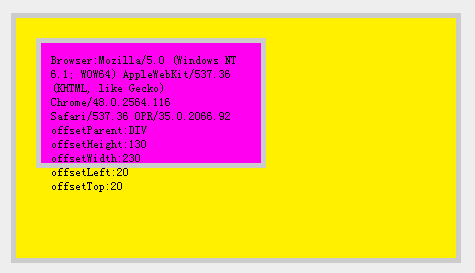 Browser:Mozilla/5.0 (Windows NT
6.1; WOW64) AppleWebKit/537.36
(KHTML, like Gecko)
Chrome/48.0.2564.116
Safari/537.36 OPR/35.0.2066.92
offsetParent:DIV
offsetHeight:130
offsetWidth:230
offsetLeft:20
offsetTop:20